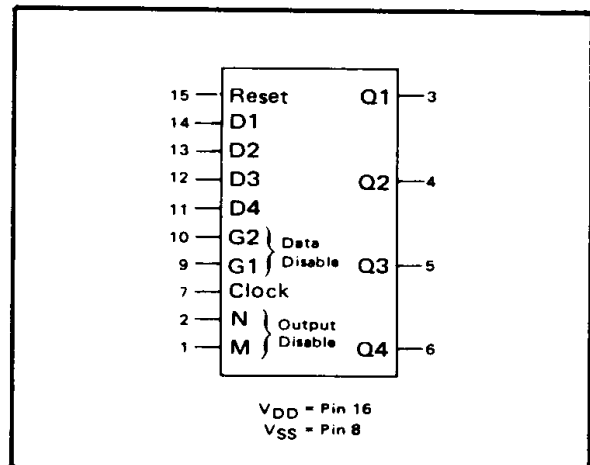 15 Reset Q1 3
14 D1
13 D2
12 D3 Q2 4
11 D4
10 G2 Data
9 G1 Disable Q3 5
7 Clock
2 N Output
1 M Disable Q4 6
VDD = Pin 16
VSS = Pin 8